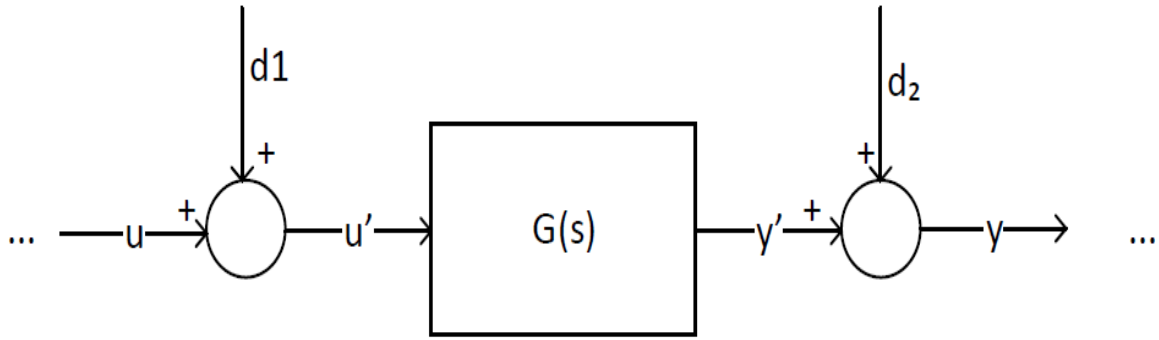 d1
d₂
+
+
... u + u’ G(s) y’ + y ...